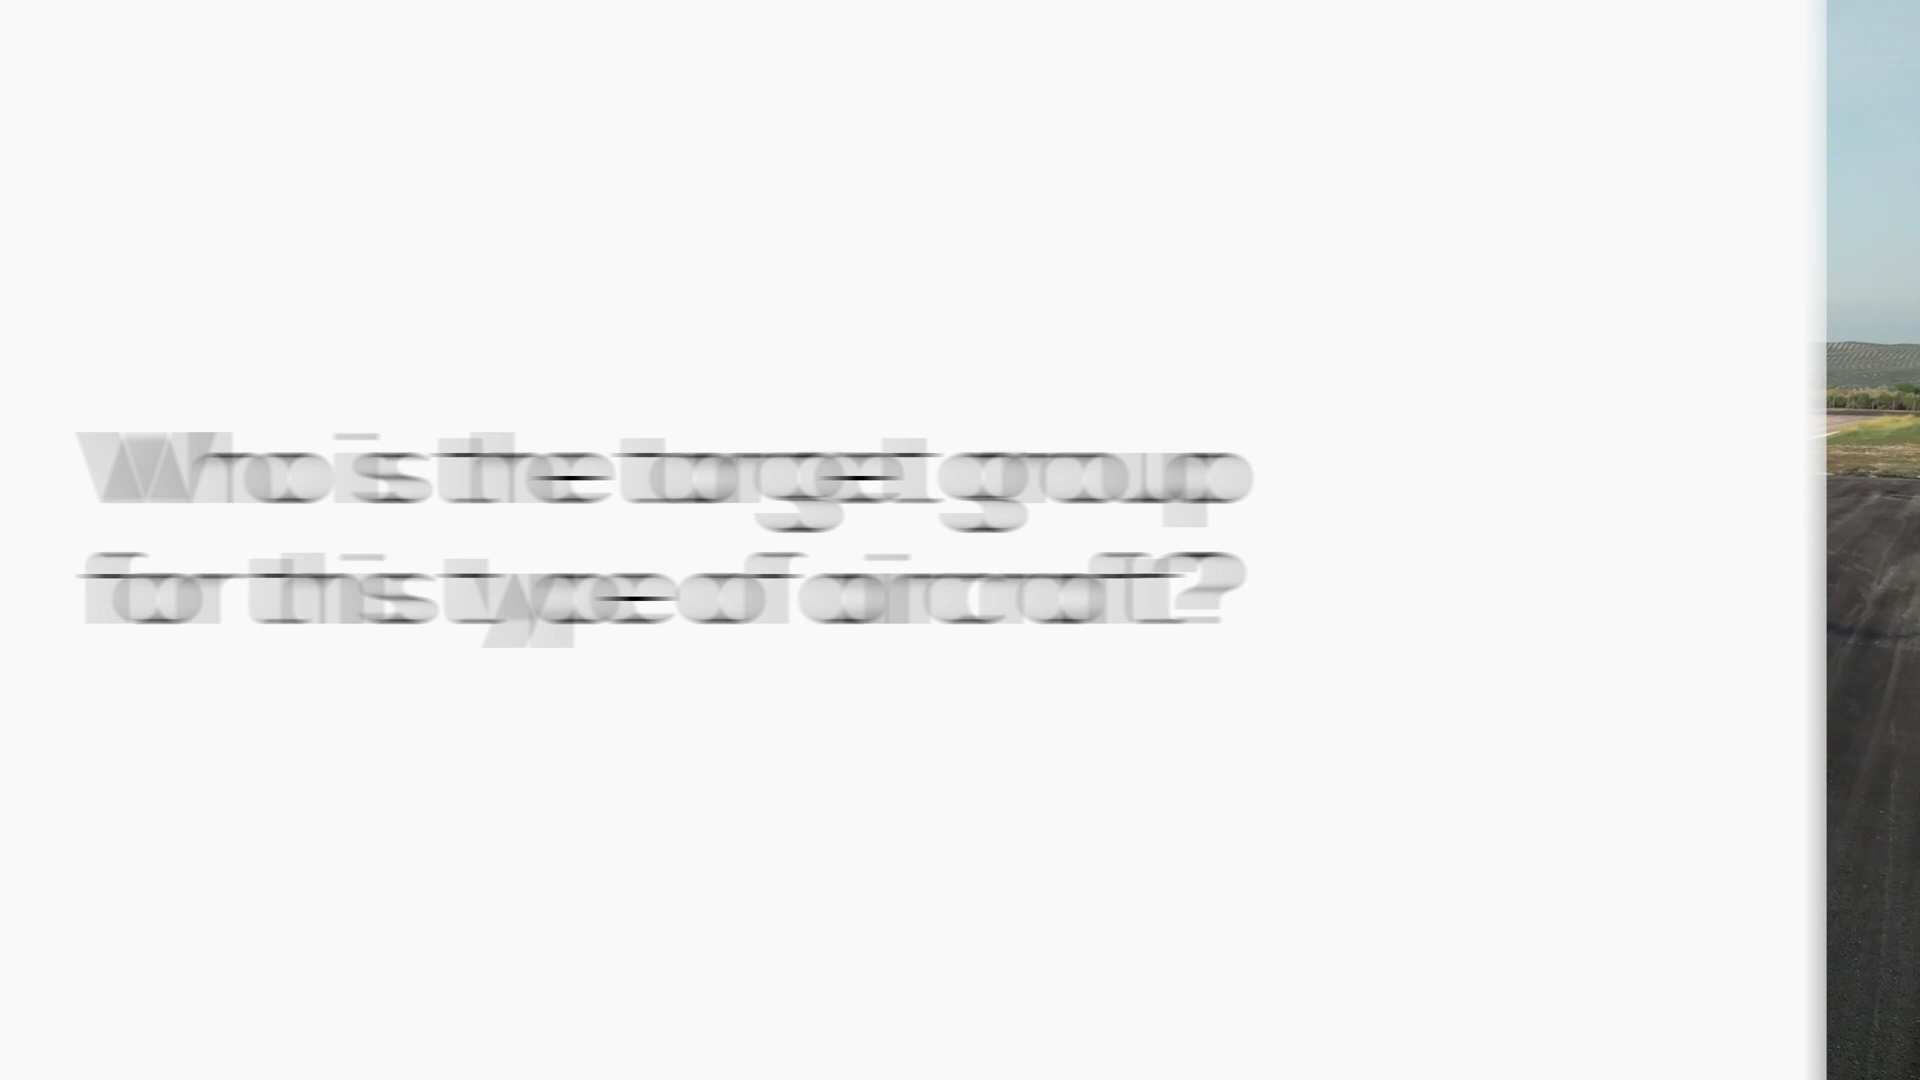 Who is the target group
for this type of aircraft?